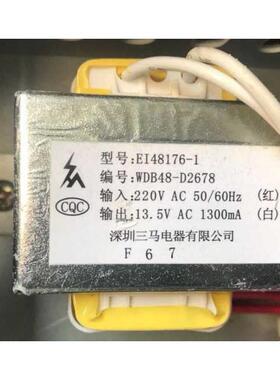 型号:EI48176-1
编号:WDB48-D2678
输入:220V AC 50/60Hz (红)
输出:13.5V AC 1300mA (白)
CQC
深圳三马电器有限公司
F 6 7